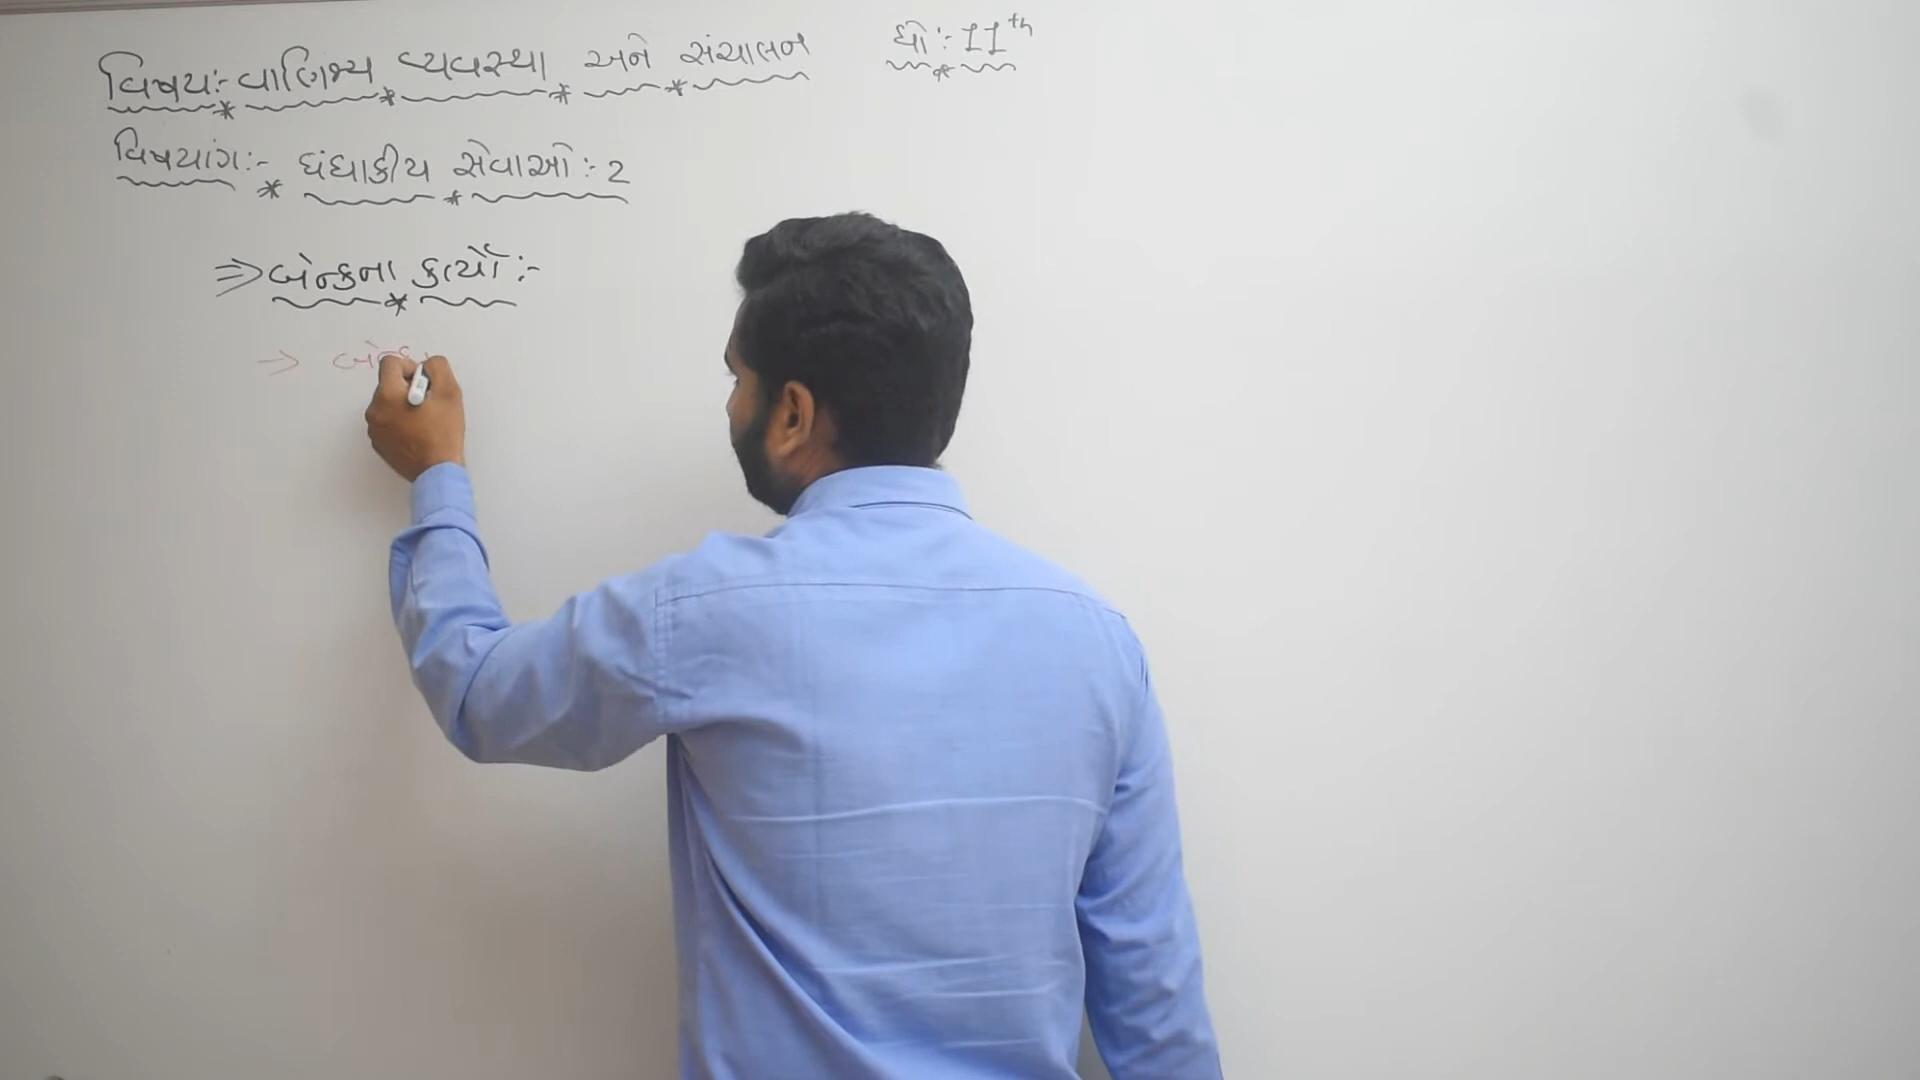 વિષયઃ- વાણિજ્ય વ્યવસ્થા અને સંચાલન ધોઃ- 11th
વિષયાંગઃ- ધંધાકીય સેવાઓઃ- 2
⇒ બેન્કના કાર્યોઃ-
→ બેન્ક